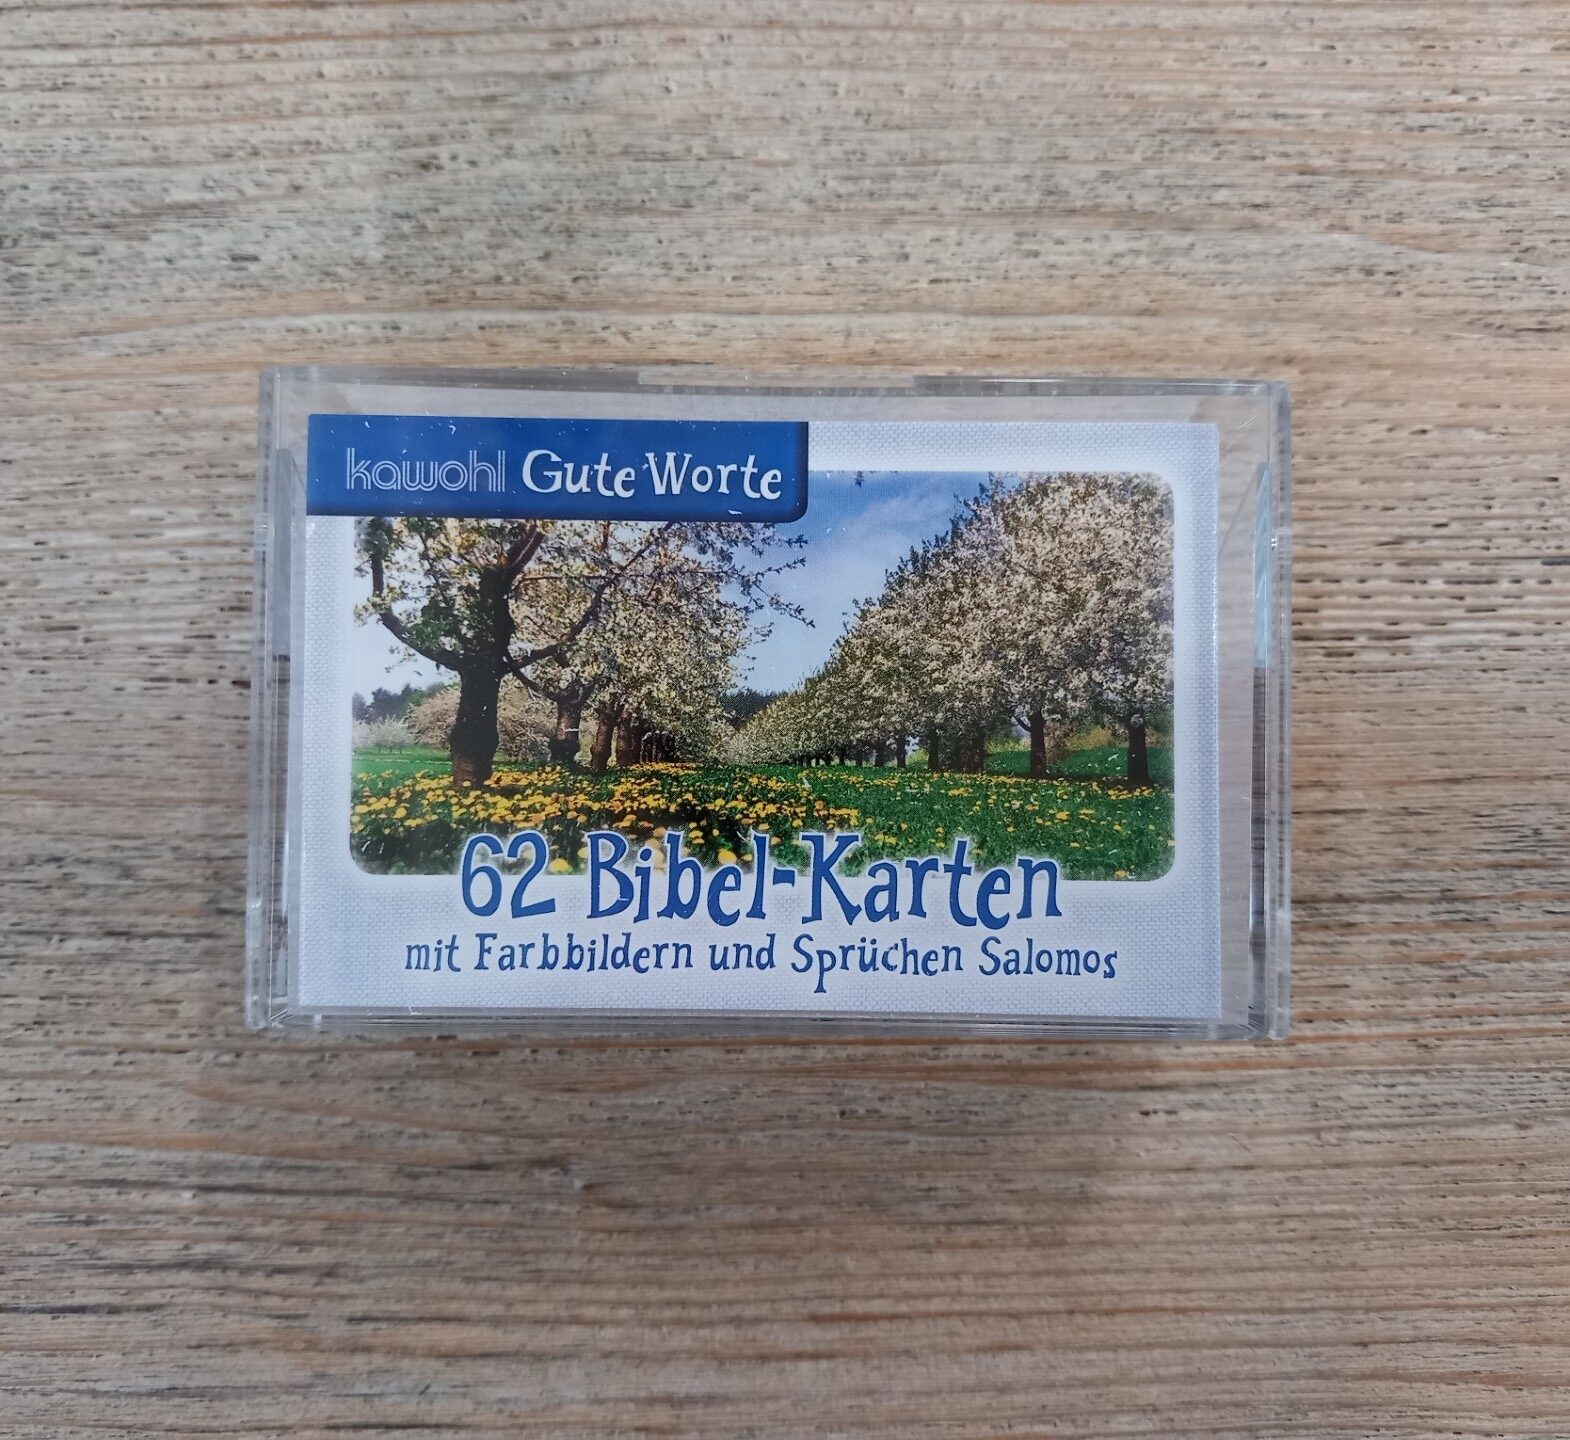 kawohl Gute Worte
62 Bibel-Karten
mit Farbbildern und Sprüchen Salomos